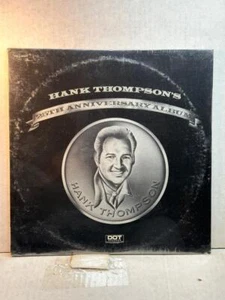 HANK THOMPSON'S
25TH ANNIVERSARY ALBUM
HANK THOMPSON
DOT